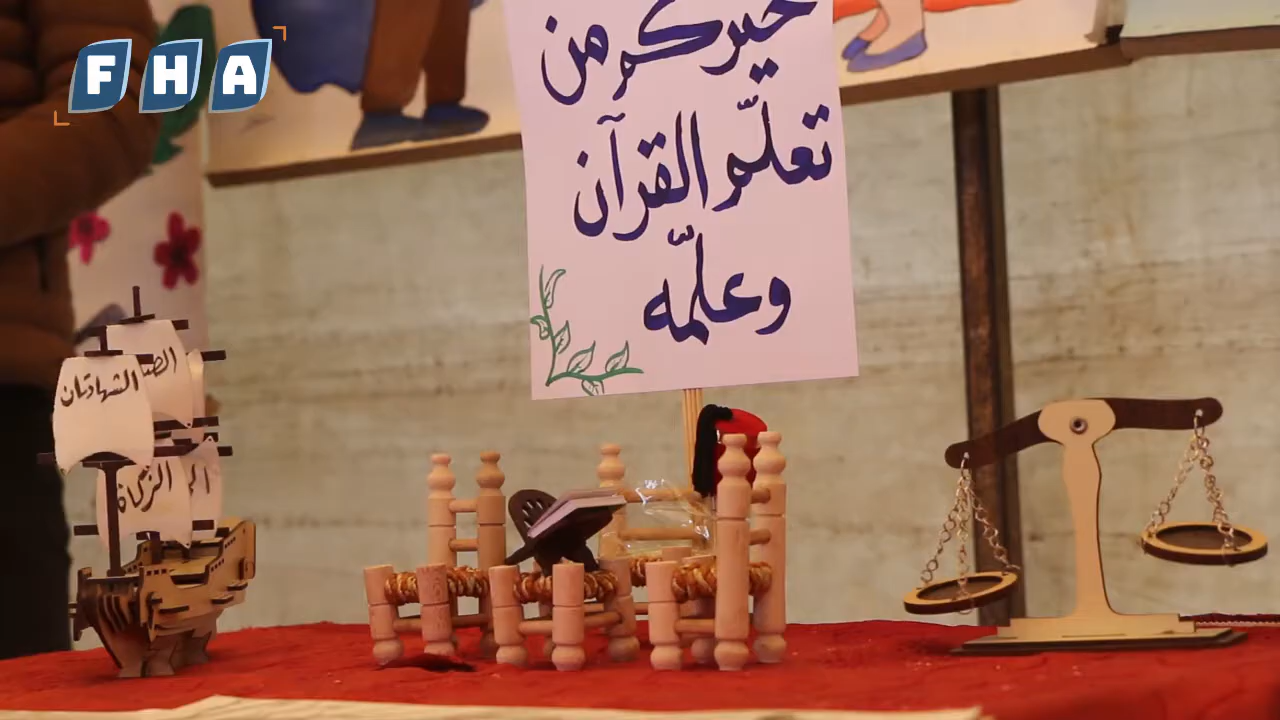 FHA
خيركم من
تعلّم القرآن
وعلّمه
الشهادتان
الزكاة